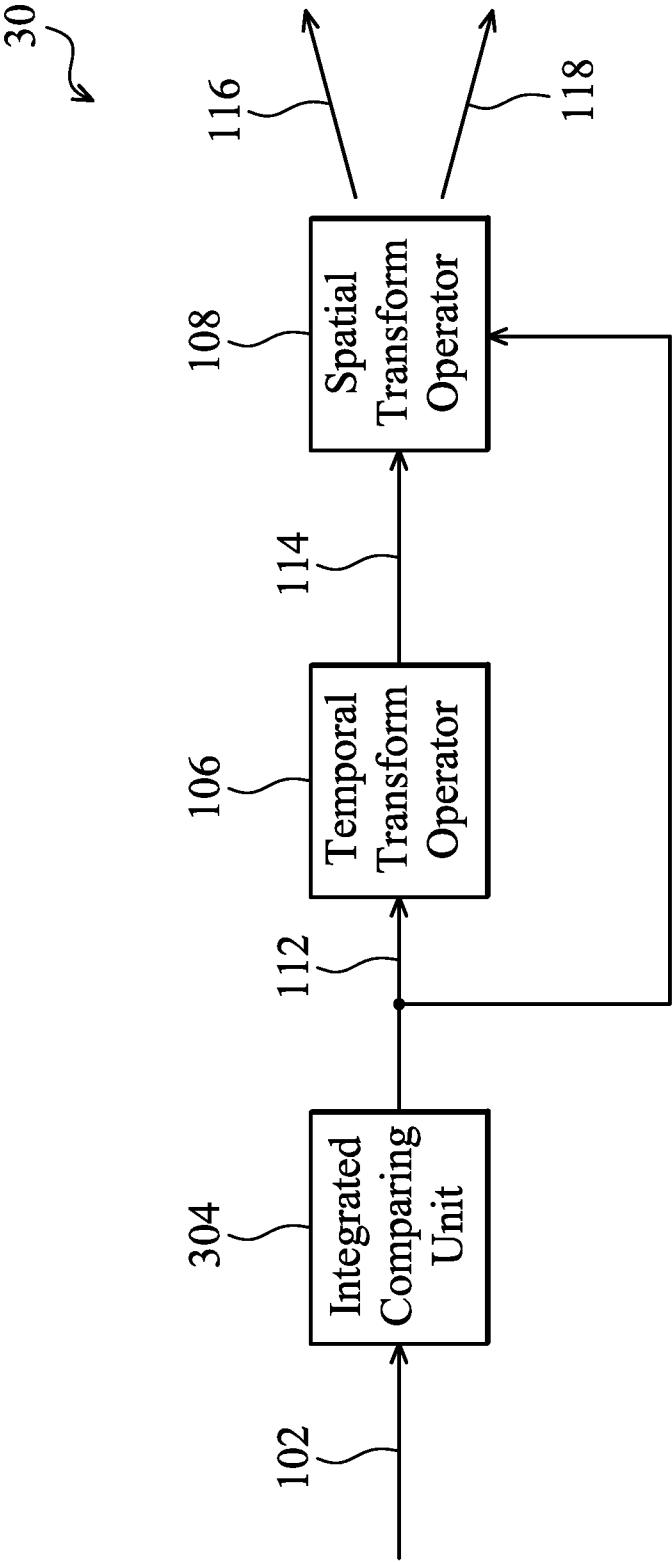 30
102
304
Integrated
Comparing
Unit
112
106
Temporal
Transform
Operator
114
108
Spatial
Transform
Operator
116
118